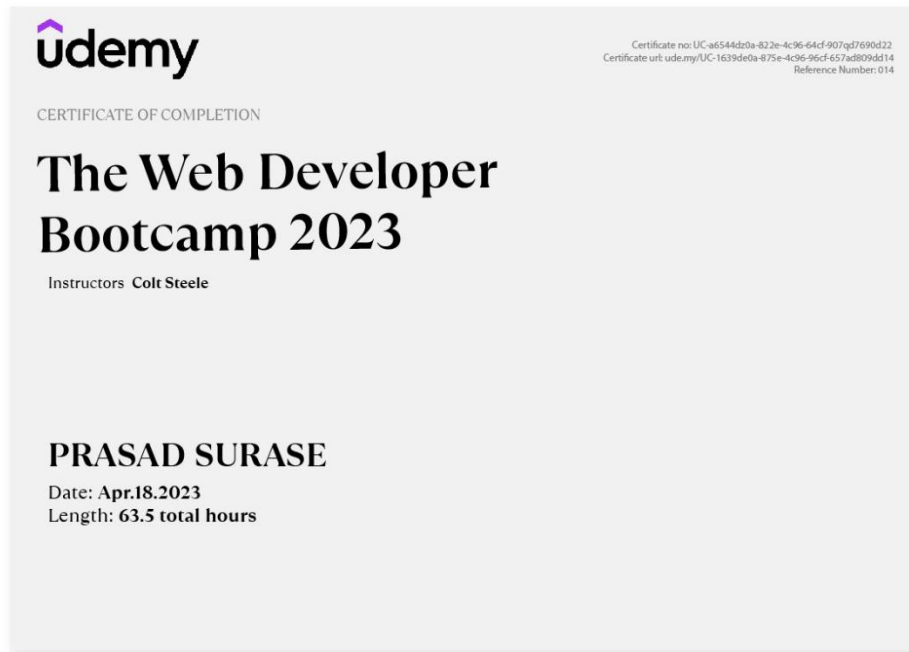 udemy
Certificate no: UC-a6544dz0a-822e-4c96-64cf-907qd7690d22
Certificate url: ude.my/UC-1639de0a-875e-4c96-96cf-657ad809dd14
Reference Number: 014
CERTIFICATE OF COMPLETION
The Web Developer
Bootcamp 2023
Instructors Colt Steele
PRASAD SURASE
Date: Apr.18.2023
Length: 63.5 total hours